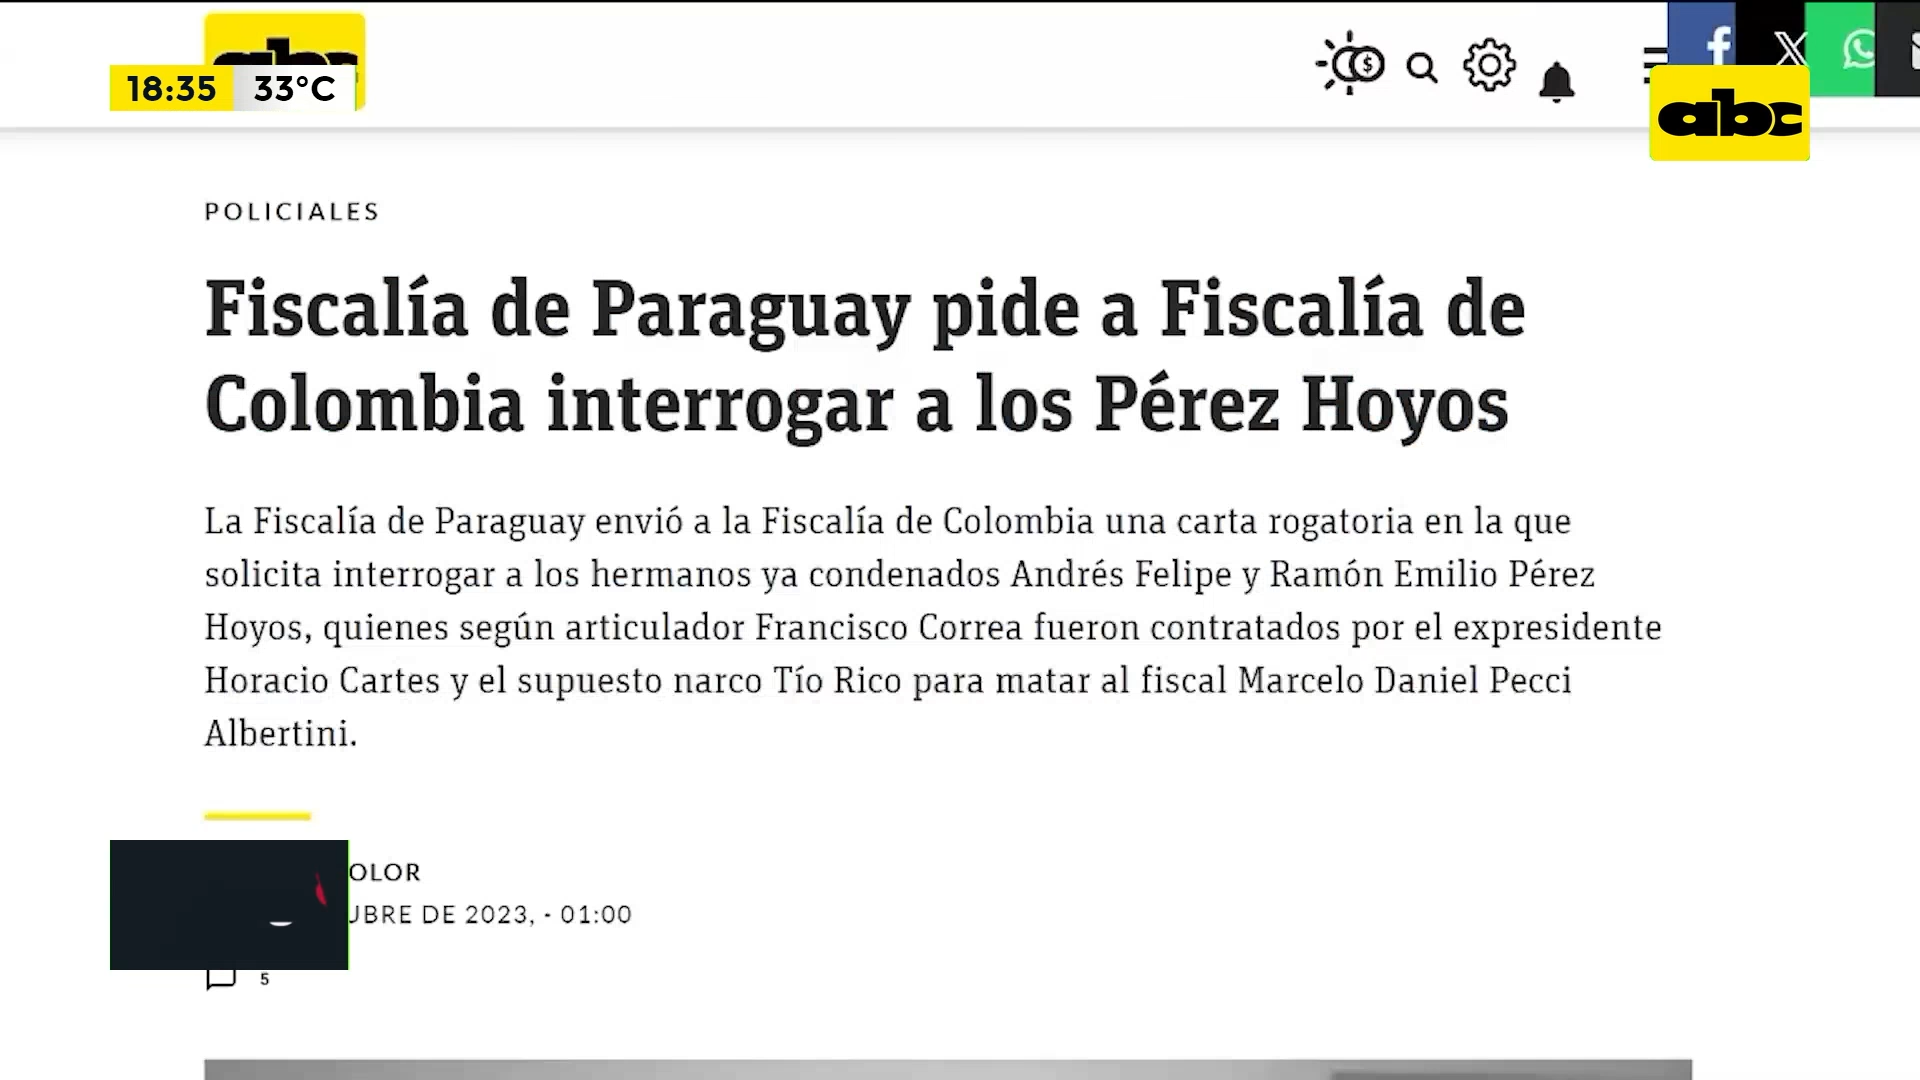 18:35 33°C
abc
POLICIALES
Fiscalía de Paraguay pide a Fiscalía de
Colombia interrogar a los Pérez Hoyos
La Fiscalía de Paraguay envió a la Fiscalía de Colombia una carta rogatoria en la que
solicita interrogar a los hermanos ya condenados Andrés Felipe y Ramón Emilio Pérez
Hoyos, quienes según articulador Francisco Correa fueron contratados por el expresidente
Horacio Cartes y el supuesto narco Tío Rico para matar al fiscal Marcelo Daniel Pecci
Albertini.
OLOR
UBRE DE 2023, - 01:00
5